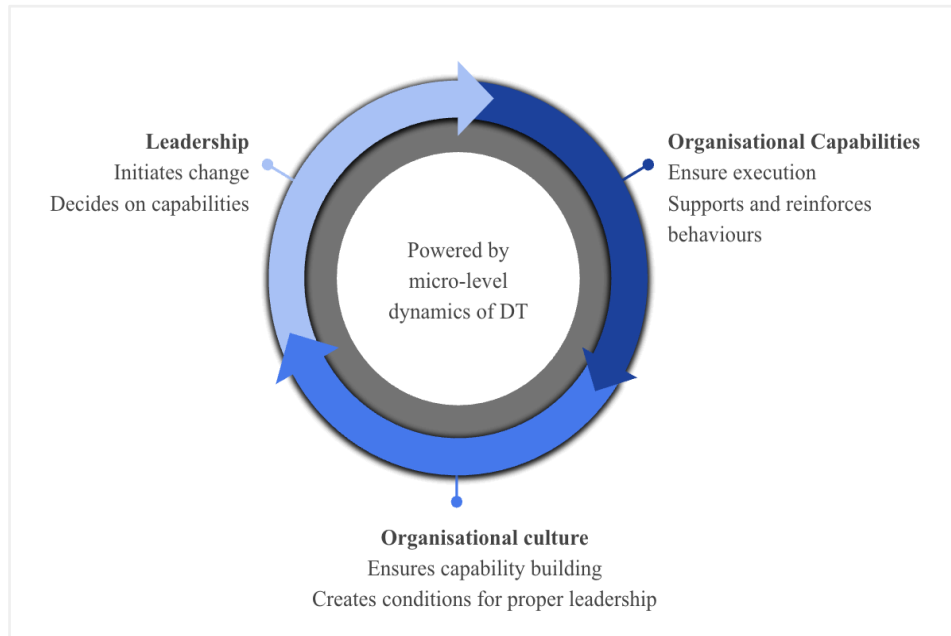 Leadership
Initiates change
Decides on capabilities
Organisational Capabilities
Ensure execution
Supports and reinforces
behaviours
Powered by
micro-level
dynamics of DT
Organisational culture
Ensures capability building
Creates conditions for proper leadership